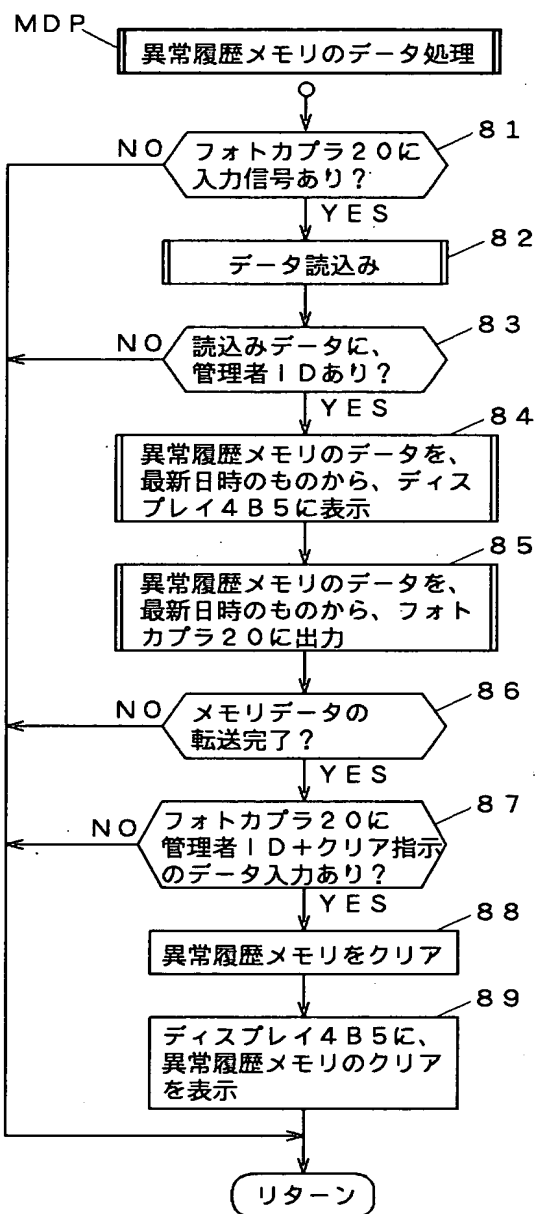 MDP
異常履歴メモリのデータ処理
81
NO
フォトカプラ20に
入力信号あり？
YES
82
データ読込み
83
NO
読込みデータに、
管理者IDあり？
YES
84
異常履歴メモリのデータを、
最新日時のものから、ディス
プレイ4B5に表示
85
異常履歴メモリのデータを、
最新日時のものから、フォト
カプラ20に出力
86
NO
メモリデータの
転送完了？
YES
87
NO
フォトカプラ20に
管理者ID+クリア指示
のデータ入力あり？
YES
88
異常履歴メモリをクリア
89
ディスプレイ4B5に、
異常履歴メモリのクリア
を表示
リターン